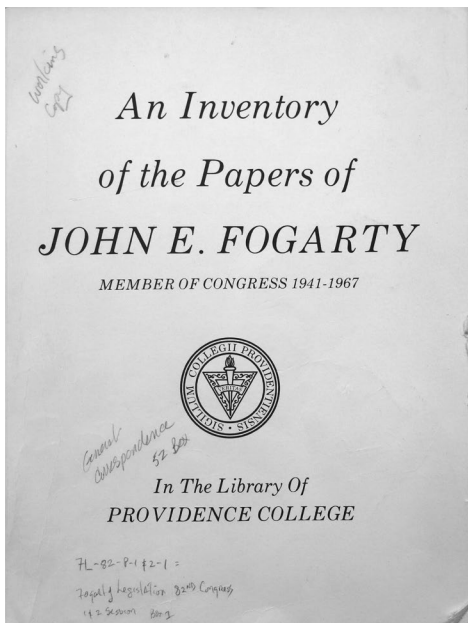 working
copy
An Inventory
of the Papers of
JOHN E. FOGARTY
MEMBER OF CONGRESS 1941-1967
SIGILLUM COLLEGII PROVIDENTIENSIS
VERITAS
General
Correspondence
52 Box
In The Library Of
PROVIDENCE COLLEGE
7L-82-P-1 & 2-1 =
Fogarty Legislation 82nd Congress
1 & 2 Session Box 1